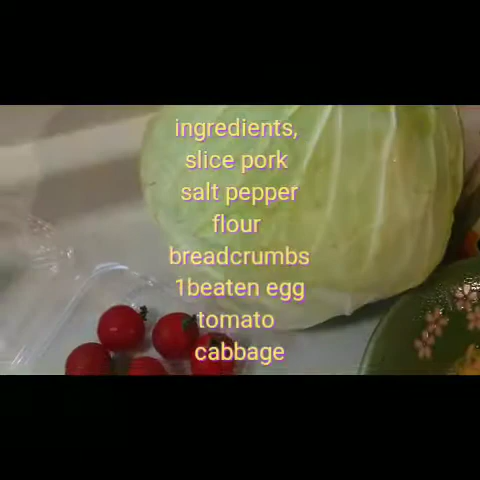 ingredients,
slice pork
salt pepper
flour
breadcrumbs
1beaten egg
tomato
cabbage